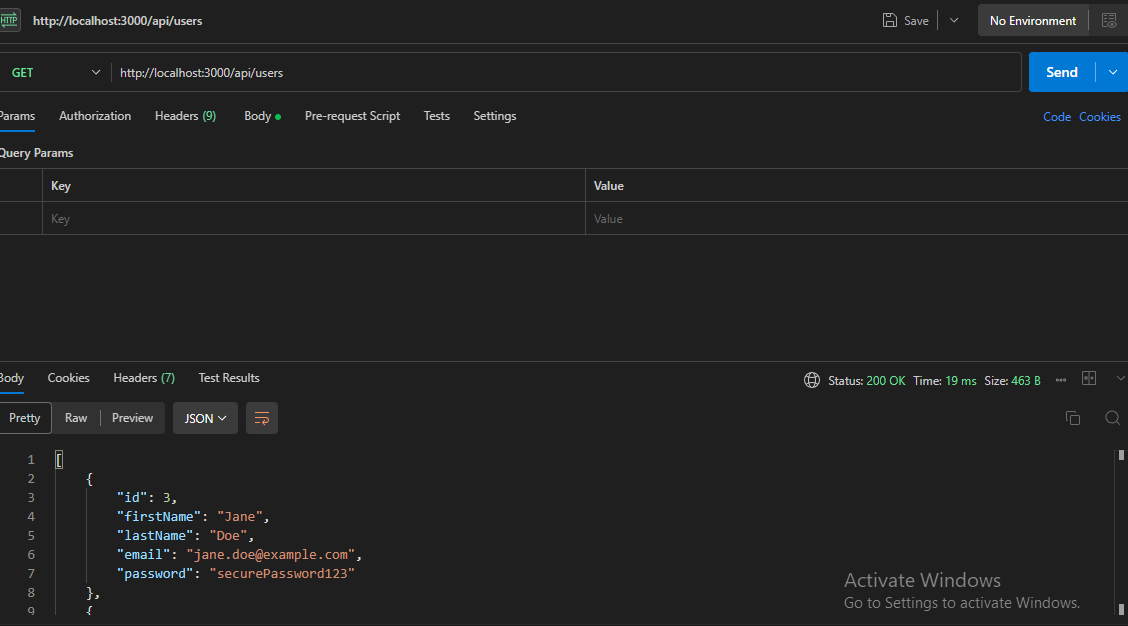 HTTP http://localhost:3000/api/users Save No Environment
GET http://localhost:3000/api/users Send
Params Authorization Headers (9) Body Pre-request Script Tests Settings Code Cookies
Query Params
Key Value
Key Value
Body Cookies Headers (7) Test Results Status: 200 OK Time: 19 ms Size: 463 B
Pretty Raw Preview JSON
1 [
2 {
3 "id": 3,
4 "firstName": "Jane",
5 "lastName": "Doe",
6 "email": "jane.doe@example.com",
7 "password": "securePassword123"
8 },
9 {
Activate Windows
Go to Settings to activate Windows.